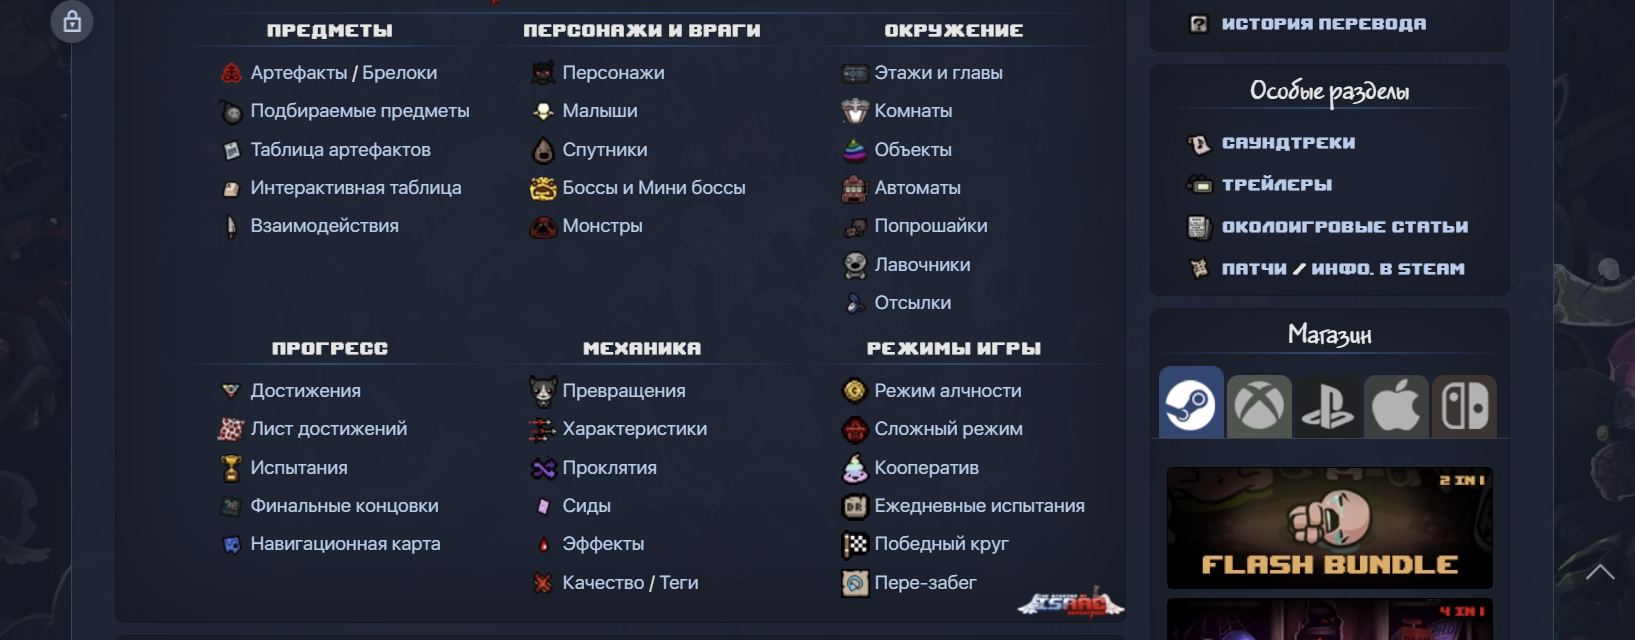 ПРЕДМЕТЫ
Артефакты / Брелоки
Подбираемые предметы
Таблица артефактов
Интерактивная таблица
Взаимодействия
ПЕРСОНАЖИ И ВРАГИ
Персонажи
Малыши
Спутники
Боссы и Мини боссы
Монстры
ОКРУЖЕНИЕ
Этажи и главы
Комнаты
Объекты
Автоматы
Попрошайки
Лавочники
Отсылки
ПРОГРЕСС
Достижения
Лист достижений
Испытания
Финальные концовки
Навигационная карта
МЕХАНИКА
Превращения
Характеристики
Проклятия
Сиды
Эффекты
Качество / Теги
РЕЖИМЫ ИГРЫ
Режим алчности
Сложный режим
Кооператив
Ежедневные испытания
DR
Победный круг
Пере-забег
ISAAC
ИСТОРИЯ ПЕРЕВОДА
Особые разделы
САУНДТРЕКИ
ТРЕЙЛЕРЫ
ОКОЛОИГРОВЫЕ СТАТЬИ
ПАТЧИ / ИНФО. В STEAM
Магазин
2 IN 1
FLASH BUNDLE
4 IN 1